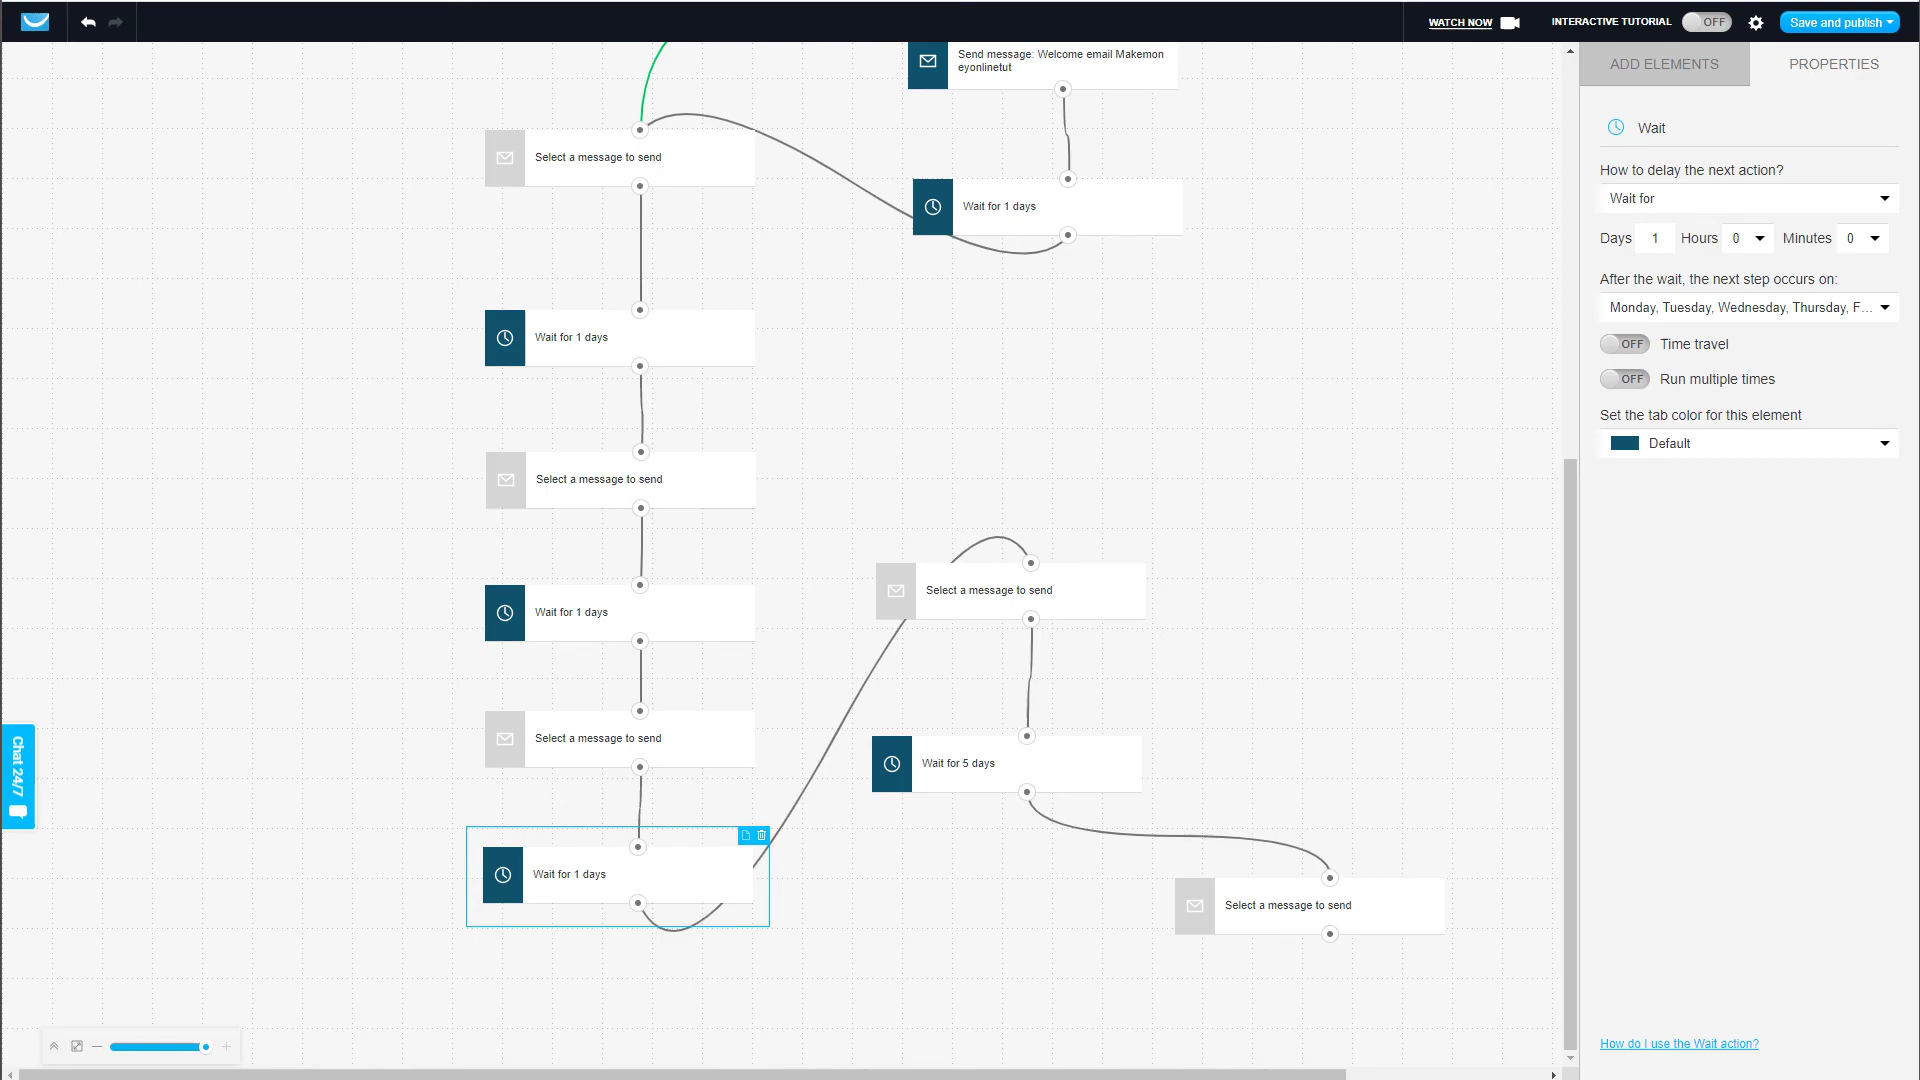 WATCH NOW
INTERACTIVE TUTORIAL
OFF
Save and publish
ADD ELEMENTS
PROPERTIES
Send message: Welcome email Makemon
eyonlinetut
Select a message to send
Wait for 1 days
Wait for 1 days
Select a message to send
Wait for 1 days
Select a message to send
Select a message to send
Wait for 5 days
Wait for 1 days
Select a message to send
Chat 24/7
Wait
How to delay the next action?
Wait for
Days 1 Hours 0 Minutes 0
After the wait, the next step occurs on:
Monday, Tuesday, Wednesday, Thursday, F...
OFF Time travel
OFF Run multiple times
Set the tab color for this element
Default
How do I use the Wait action?